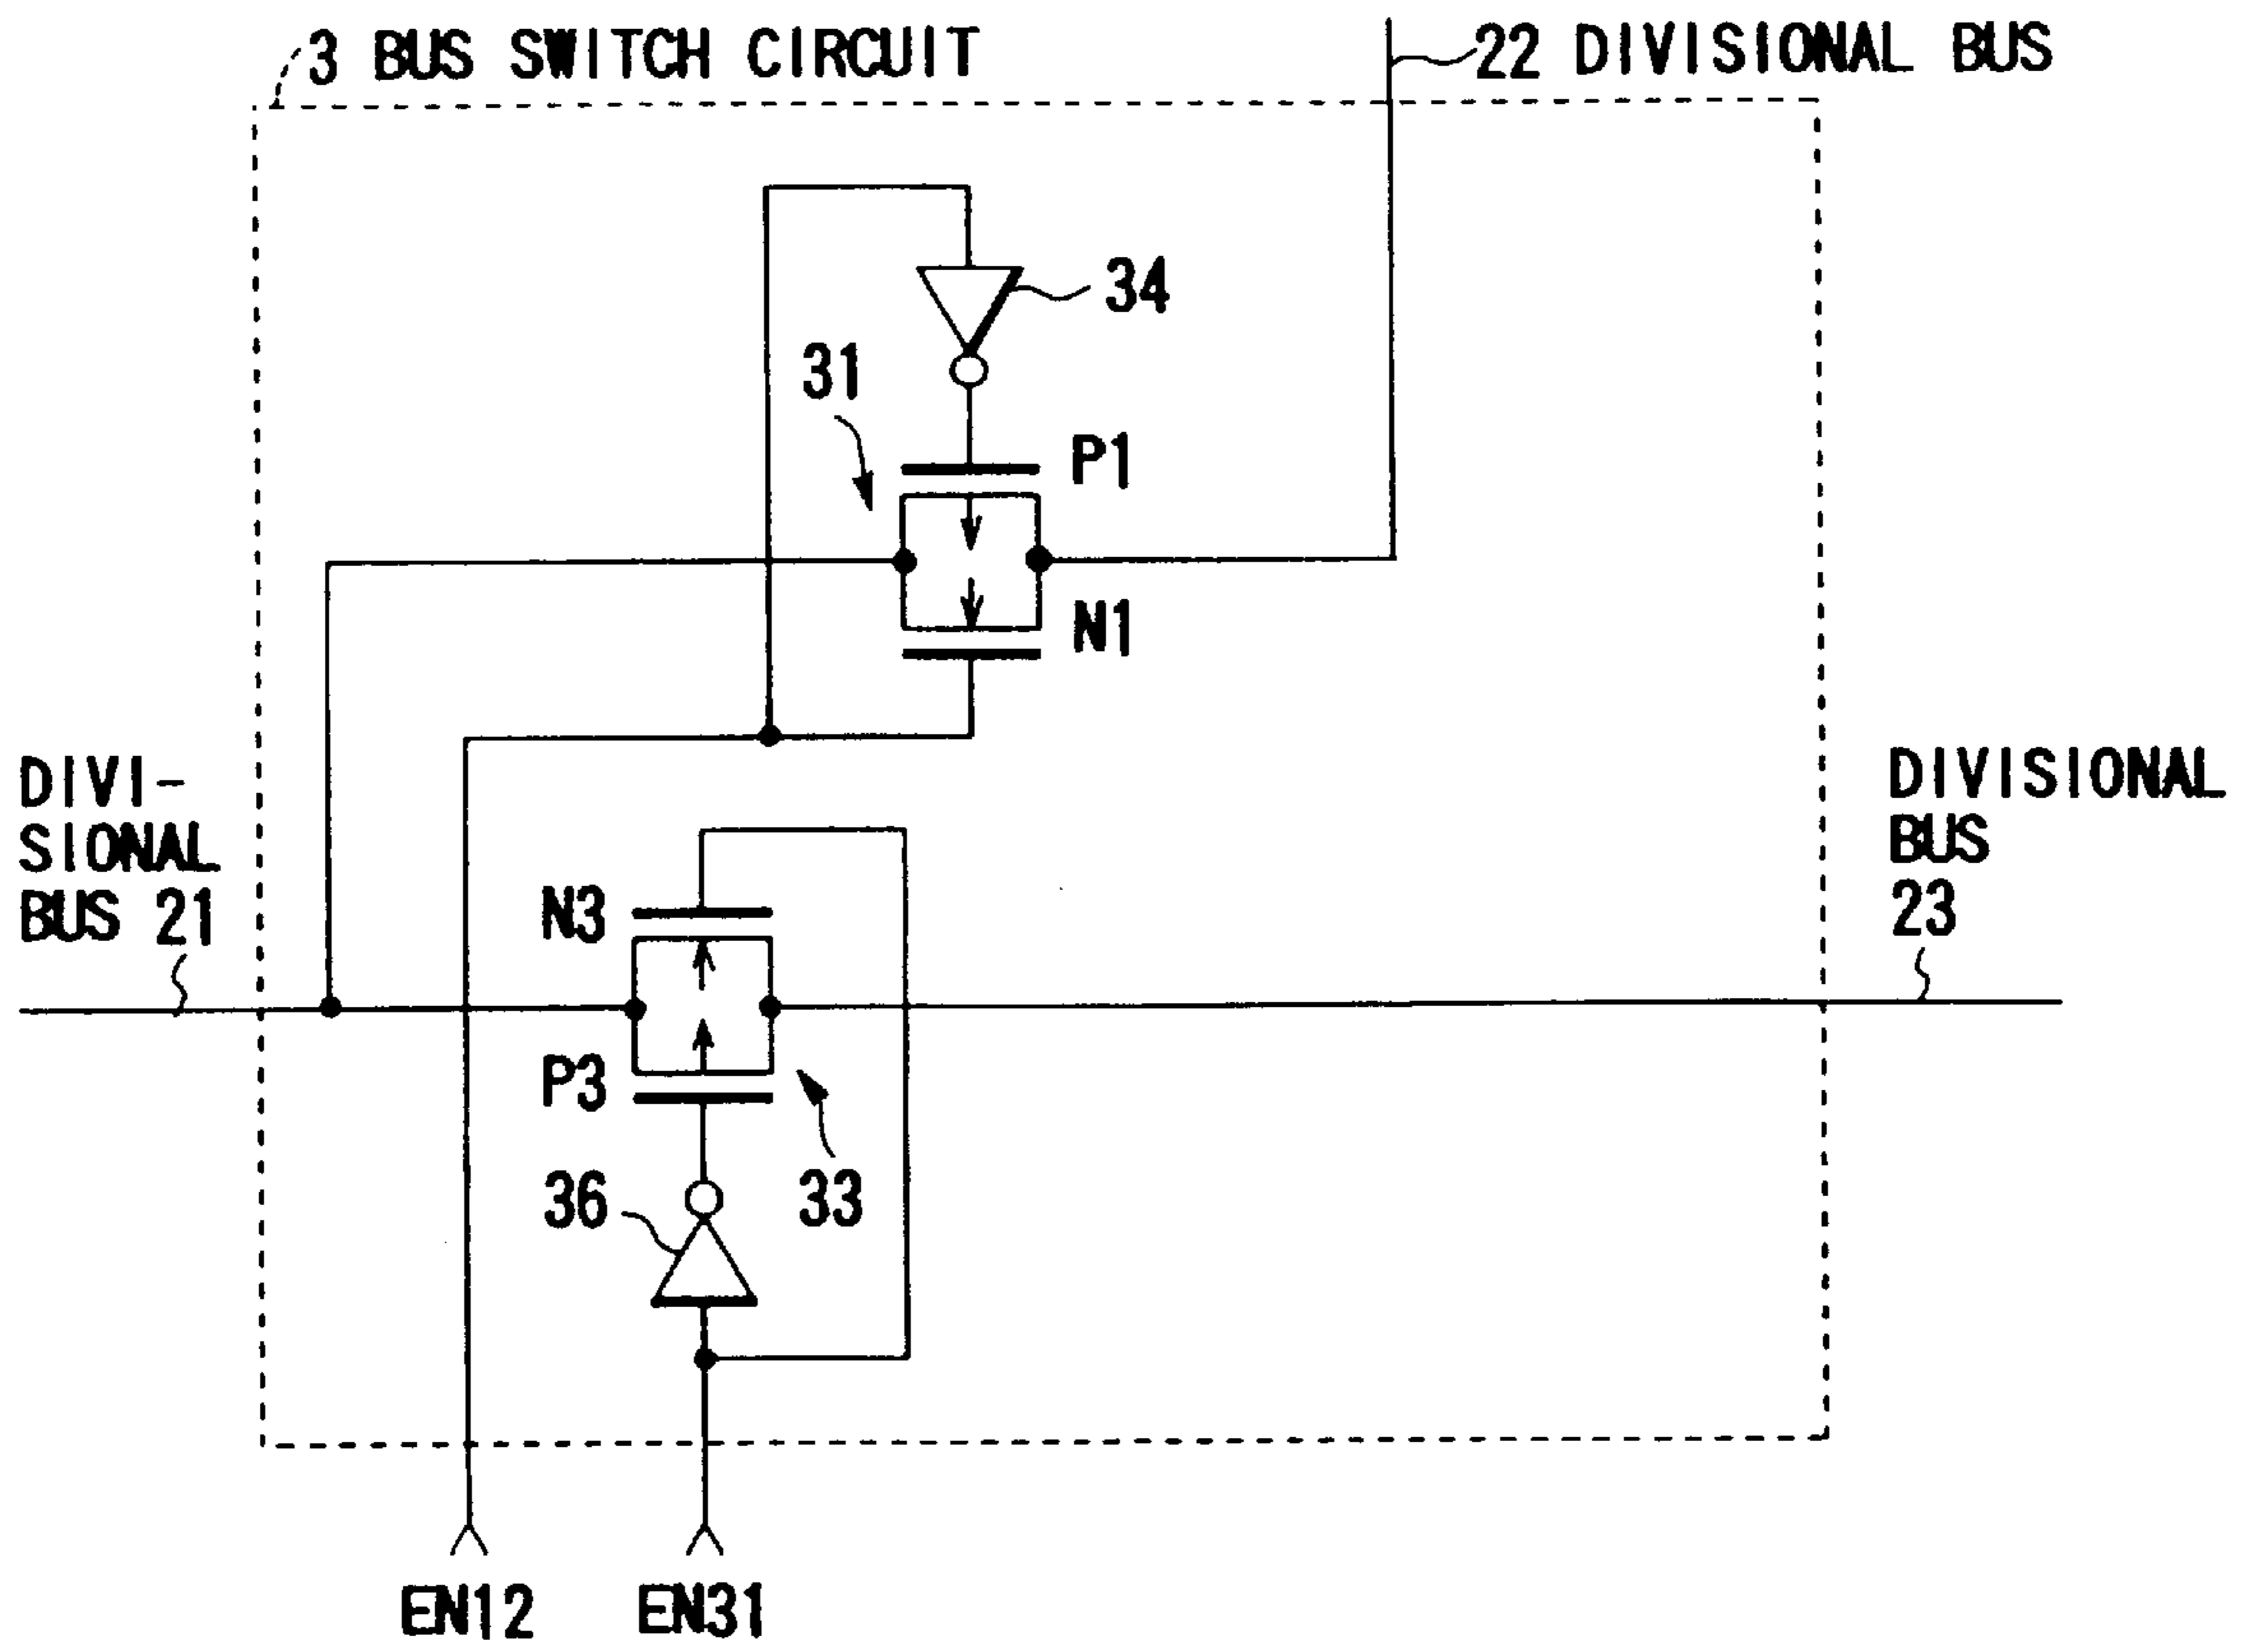 3 BUS SWITCH CIRCUIT
22 DIVISIONAL BUS
34
31
P1
N1
DIVI-
SIONAL
BUS 21
DIVISIONAL
BUS
23
N3
P3
36
33
EN12
EN31